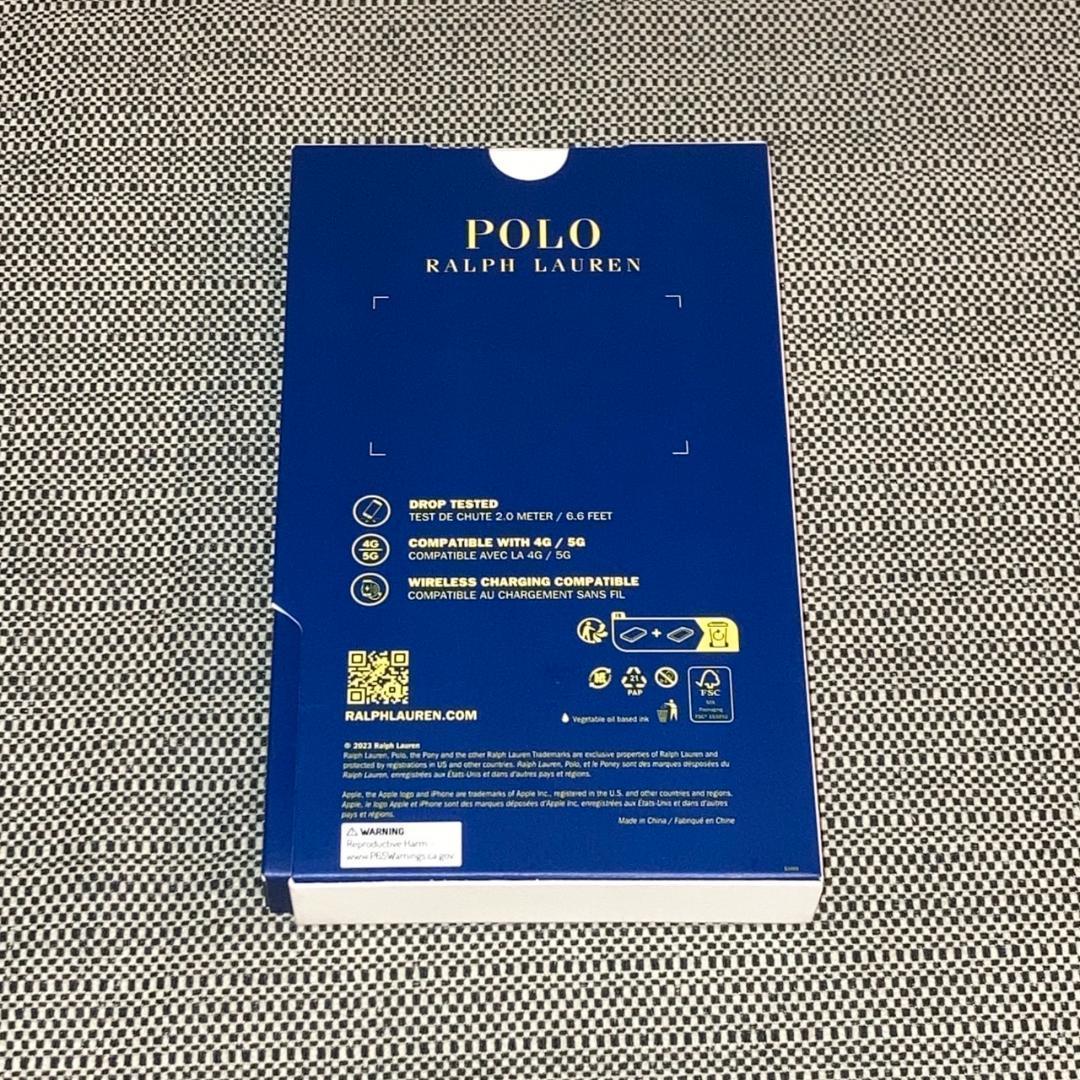 POLO
RALPH LAUREN
DROP TESTED
TEST DE CHUTE 2.0 METER / 6.6 FEET
4G
5G
COMPATIBLE WITH 4G / 5G
COMPATIBLE AVEC LA 4G / 5G
WIRELESS CHARGING COMPATIBLE
COMPATIBLE AU CHARGEMENT SANS FIL
FR
+
21
PAP
FSC
MIX
Packaging
Vegetable oil based ink
RALPHLAUREN.COM
© 2023 Ralph Lauren
Ralph Lauren, Polo, the Pony and the other Ralph Lauren Trademarks are exclusive properties of Ralph Lauren and
protected by registrations in US and other countries. Ralph Lauren, Polo, et le Poney sont des marques déposées du
Ralph Lauren, enregistrées aux États-Unis et dans d'autres pays et régions.
Apple, the Apple logo and iPhone are trademarks of Apple Inc., registered in the U.S. and other countries and regions.
Apple, le logo Apple et iPhone sont des marques déposées d'Apple Inc, enregistrées aux États-Unis et dans d'autres
pays et régions.
Made in China / Fabriqué en Chine
WARNING
Reproductive Harm
www.P65Warnings.ca.gov